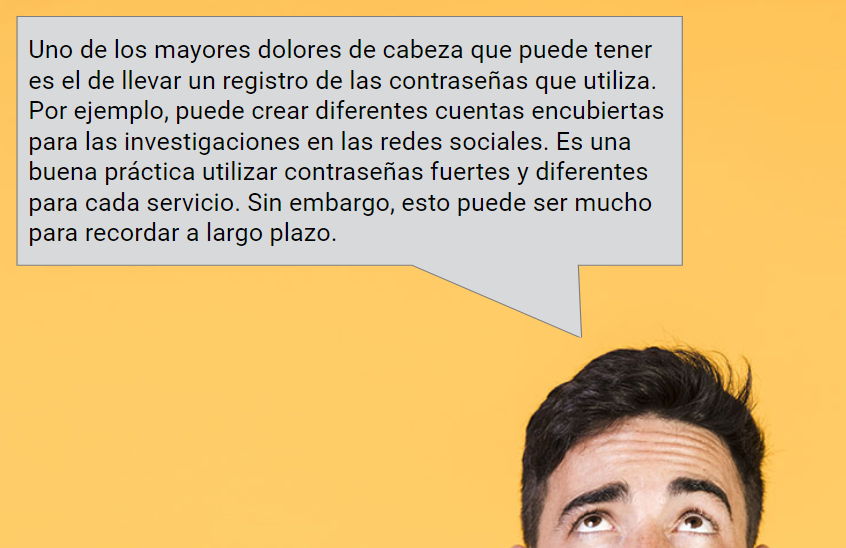 Uno de los mayores dolores de cabeza que puede tener
es el de llevar un registro de las contraseñas que utiliza.
Por ejemplo, puede crear diferentes cuentas encubiertas
para las investigaciones en las redes sociales. Es una
buena práctica utilizar contraseñas fuertes y diferentes
para cada servicio. Sin embargo, esto puede ser mucho
para recordar a largo plazo.